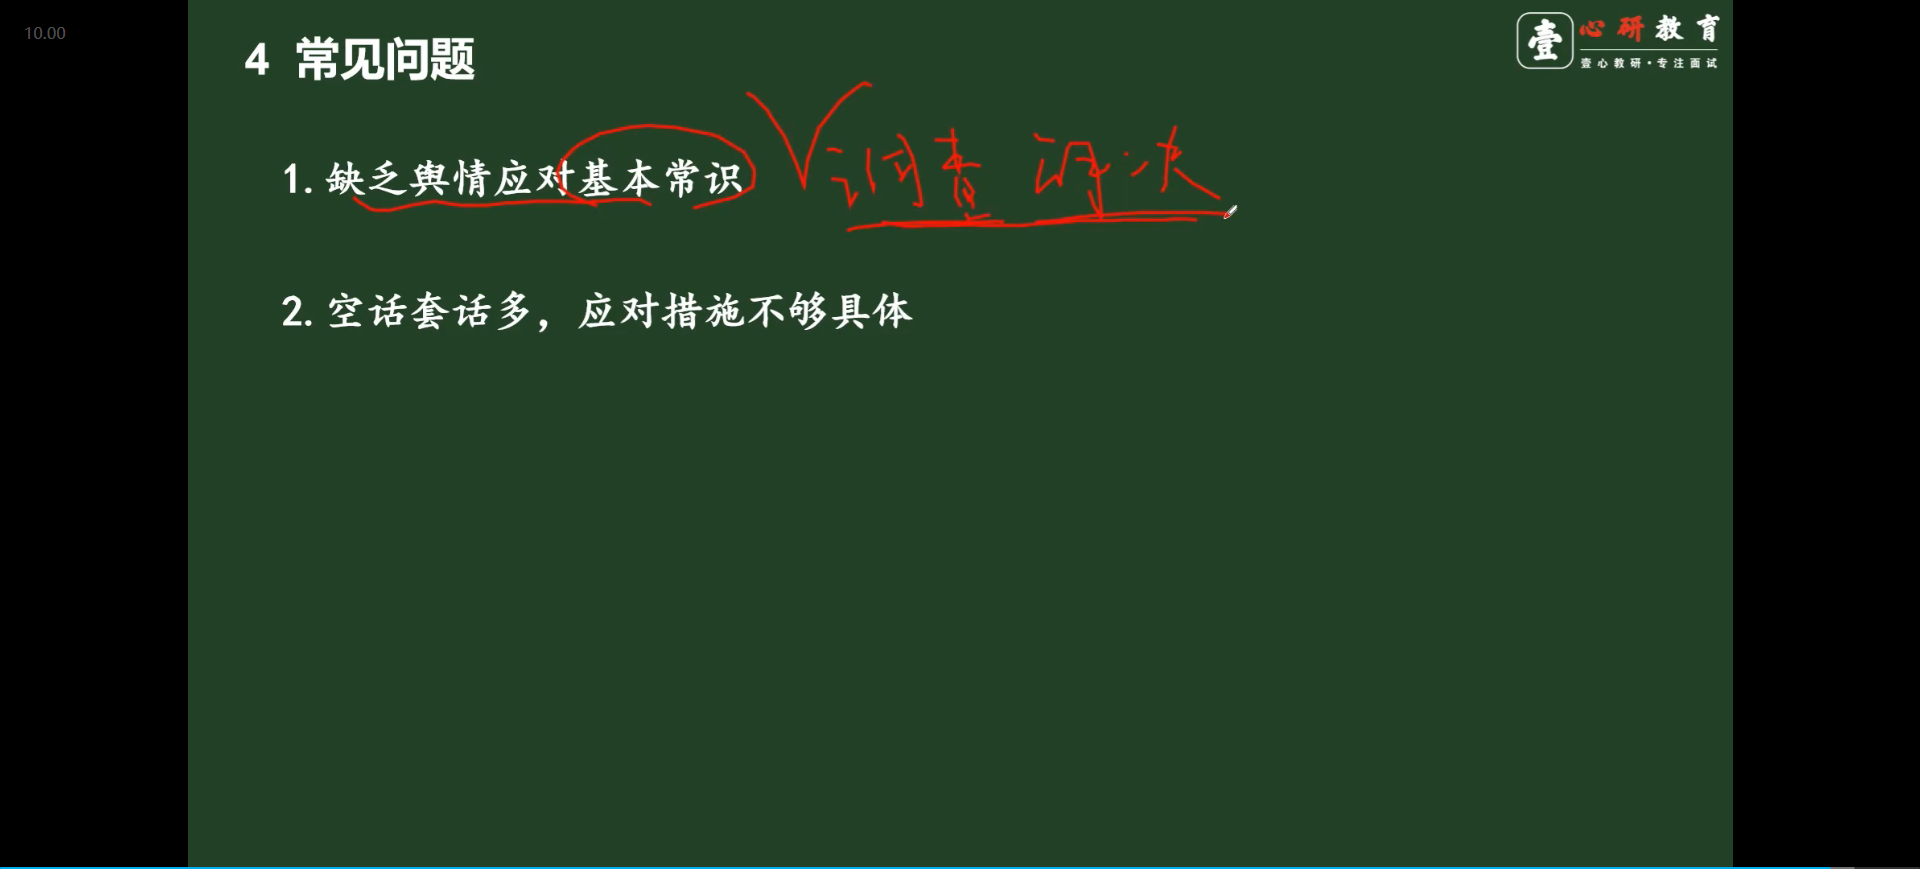 10.00
壹 心研教育
壹心教研·专注面试
4 常见问题
1. 缺乏舆情应对基本常识 调查
2. 空话套话多，应对措施不够具体